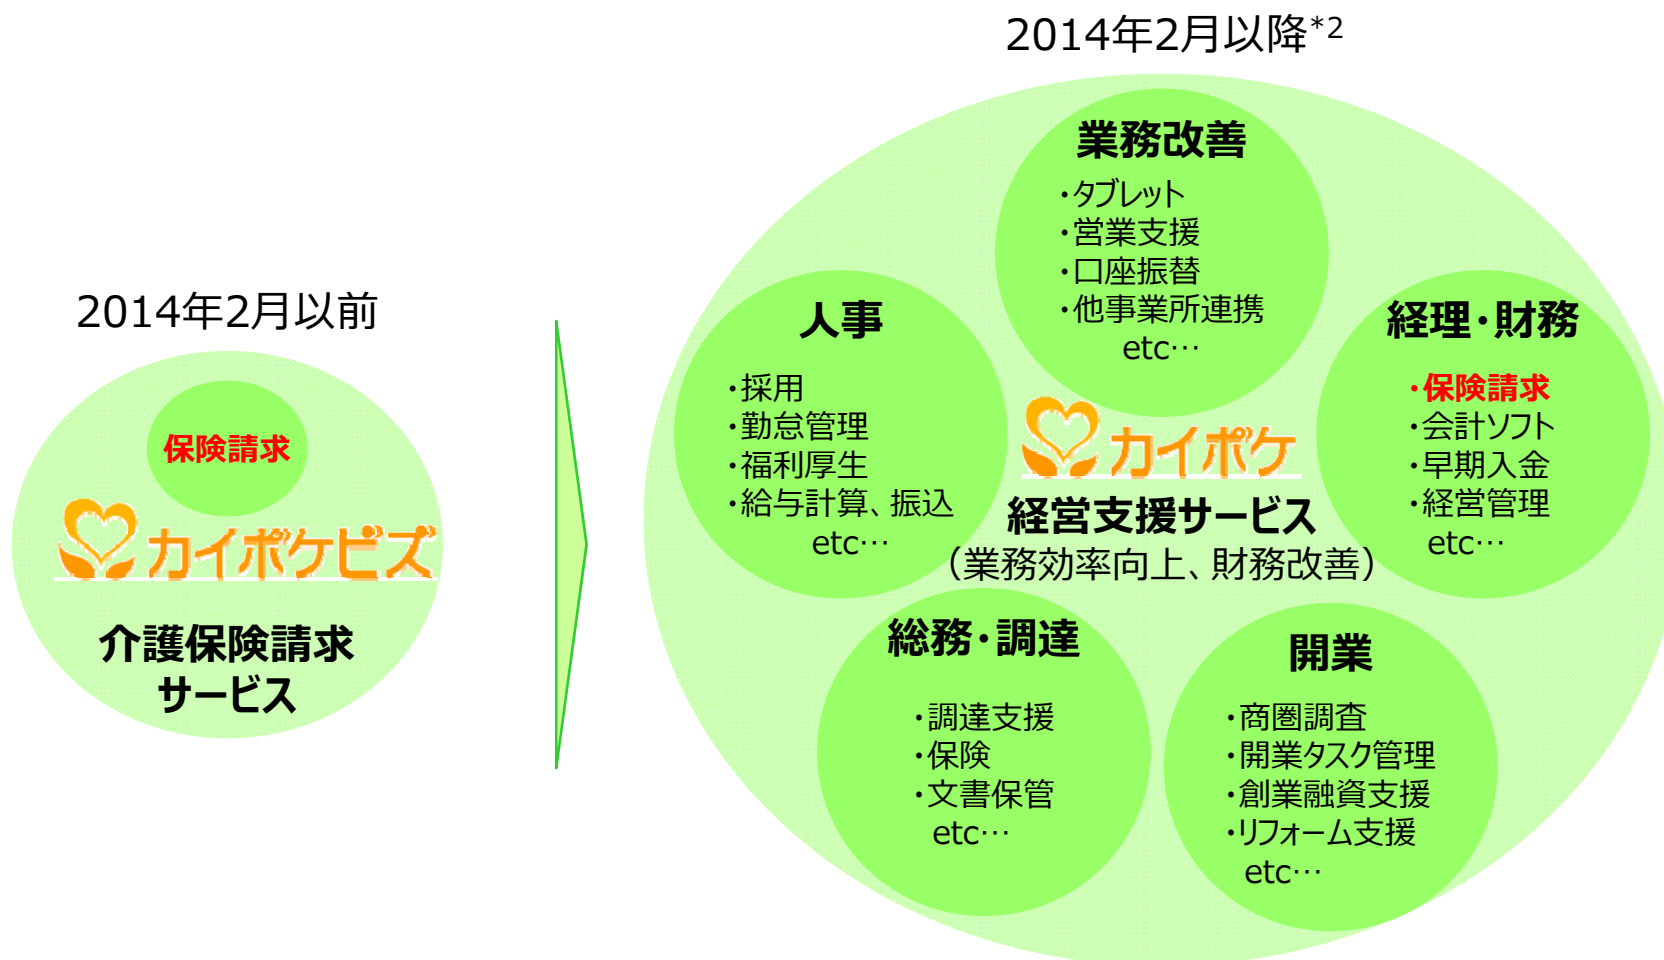 2014年2月以前
保険請求
カイポケビズ
介護保険請求
サービス
2014年2月以降*2
業務改善
・タブレット
・営業支援
・口座振替
・他事業所連携
etc…
人事
・採用
・勤怠管理
・福利厚生
・給与計算、振込
etc…
経理・財務
・保険請求
・会計ソフト
・早期入金
・経営管理
etc…
カイポケ
経営支援サービス
（業務効率向上、財務改善）
総務・調達
・調達支援
・保険
・文書保管
etc…
開業
・商圏調査
・開業タスク管理
・創業融資支援
・リフォーム支援
etc…